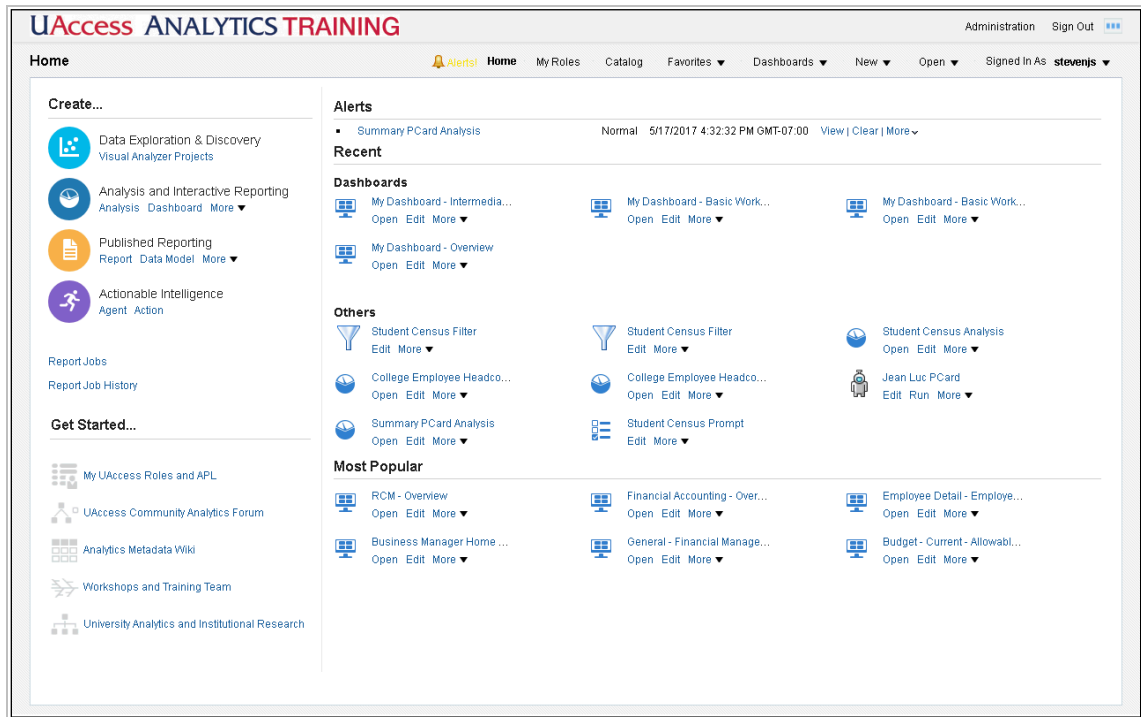 UAccess ANALYTICS TRAINING
Administration Sign Out
Home
Alerts! Home My Roles Catalog Favorites Dashboards New Open Signed In As stevenjs
Create...
Data Exploration & Discovery
Visual Analyzer Projects
Analysis and Interactive Reporting
Analysis Dashboard More
Published Reporting
Report Data Model More
Actionable Intelligence
Agent Action
Report Jobs
Report Job History
Get Started...
My UAccess Roles and APL
UAccess Community Analytics Forum
Analytics Metadata Wiki
Workshops and Training Team
University Analytics and Institutional Research
Alerts
Summary PCard Analysis Normal 5/17/2017 4:32:32 PM GMT-07:00 View | Clear | More
Recent
Dashboards
My Dashboard - Intermedia... My Dashboard - Basic Work... My Dashboard - Basic Work...
Open Edit More Open Edit More Open Edit More
My Dashboard - Overview
Open Edit More
Others
Student Census Filter Student Census Filter Student Census Analysis
Edit More Edit More Open Edit More
College Employee Headco... College Employee Headco... Jean Luc PCard
Open Edit More Open Edit More Edit Run More
Summary PCard Analysis Student Census Prompt
Open Edit More Edit More
Most Popular
RCM - Overview Financial Accounting - Over... Employee Detail - Employe...
Open Edit More Open Edit More Open Edit More
Business Manager Home ... General - Financial Manage... Budget - Current - Allowabl...
Open Edit More Open Edit More Open Edit More